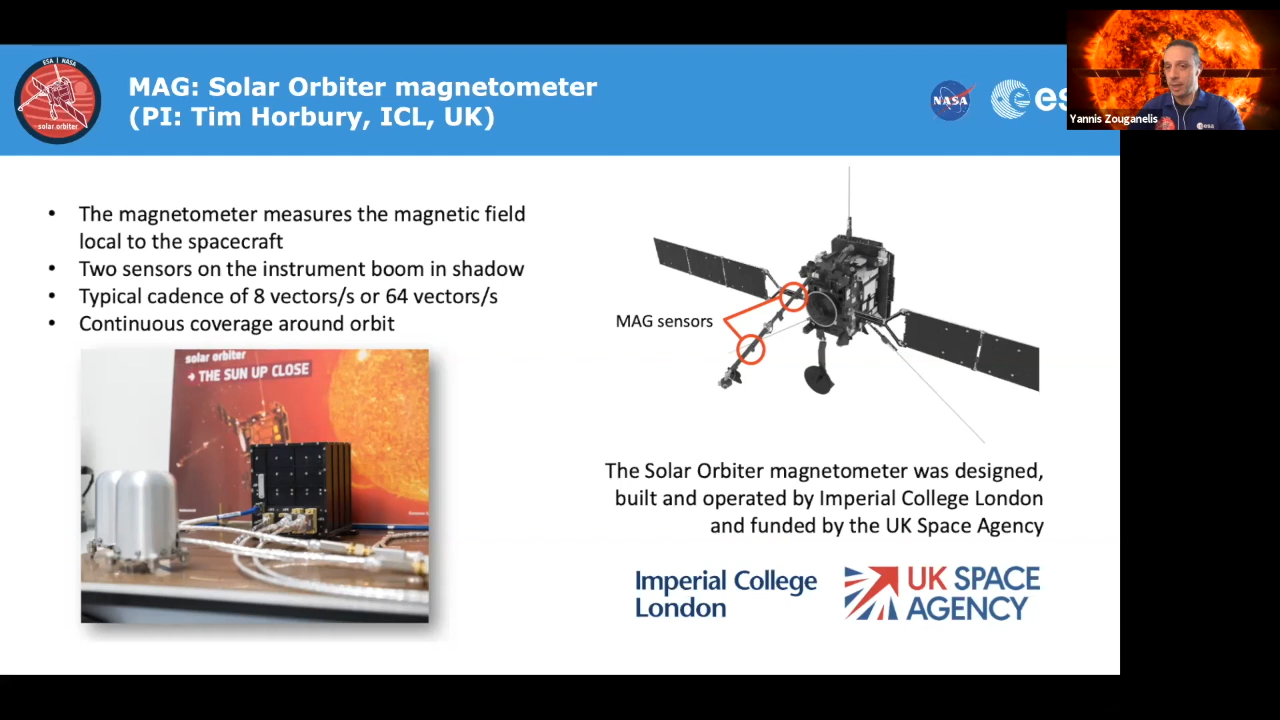 ESA | NASA
solar orbiter
MAG: Solar Orbiter magnetometer
(PI: Tim Horbury, ICL, UK)
NASA
es
esa
Yannis Zouganelis
• The magnetometer measures the magnetic field
local to the spacecraft
• Two sensors on the instrument boom in shadow
• Typical cadence of 8 vectors/s or 64 vectors/s
• Continuous coverage around orbit
MAG sensors
solar orbiter
→ THE SUN UP CLOSE
The Solar Orbiter magnetometer was designed,
built and operated by Imperial College London
and funded by the UK Space Agency
Imperial College
London
UK SPACE
AGENCY